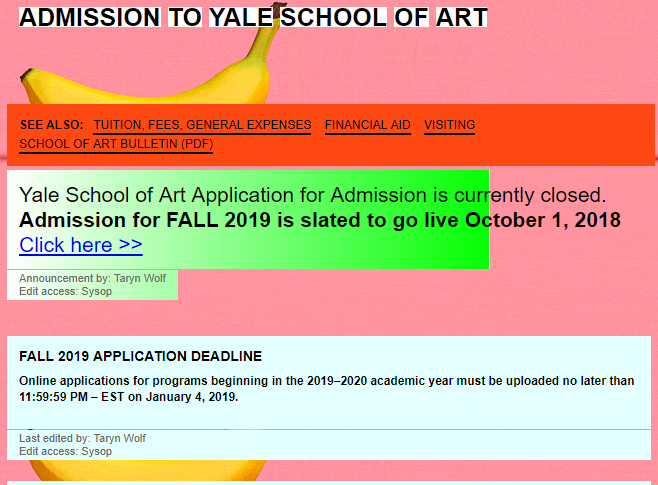 ADMISSION TO YALE SCHOOL OF ART
SEE ALSO: TUITION, FEES, GENERAL EXPENSES FINANCIAL AID VISITING
SCHOOL OF ART BULLETIN (PDF)
Yale School of Art Application for Admission is currently closed.
Admission for FALL 2019 is slated to go live October 1, 2018
Click here >>
Announcement by: Taryn Wolf
Edit access: Sysop
FALL 2019 APPLICATION DEADLINE
Online applications for programs beginning in the 2019–2020 academic year must be uploaded no later than
11:59:59 PM – EST on January 4, 2019.
Last edited by: Taryn Wolf
Edit access: Sysop